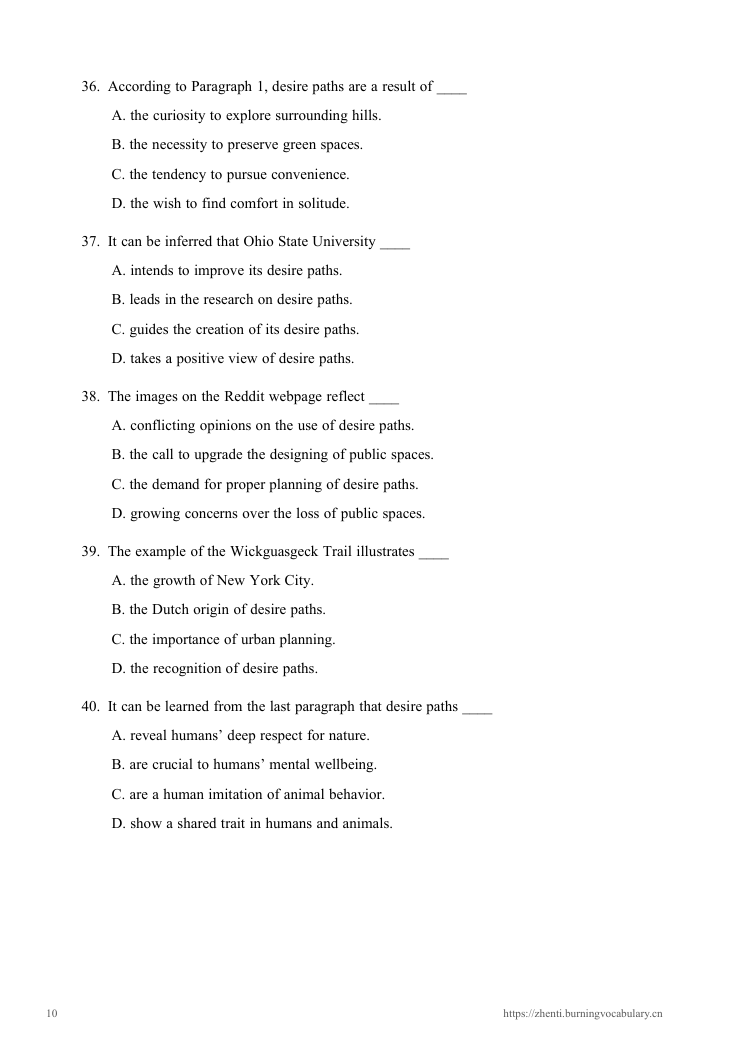 36. According to Paragraph 1, desire paths are a result of ____
A. the curiosity to explore surrounding hills.
B. the necessity to preserve green spaces.
C. the tendency to pursue convenience.
D. the wish to find comfort in solitude.
37. It can be inferred that Ohio State University ____
A. intends to improve its desire paths.
B. leads in the research on desire paths.
C. guides the creation of its desire paths.
D. takes a positive view of desire paths.
38. The images on the Reddit webpage reflect ____
A. conflicting opinions on the use of desire paths.
B. the call to upgrade the designing of public spaces.
C. the demand for proper planning of desire paths.
D. growing concerns over the loss of public spaces.
39. The example of the Wickguasgeck Trail illustrates ____
A. the growth of New York City.
B. the Dutch origin of desire paths.
C. the importance of urban planning.
D. the recognition of desire paths.
40. It can be learned from the last paragraph that desire paths ____
A. reveal humans’ deep respect for nature.
B. are crucial to humans’ mental wellbeing.
C. are a human imitation of animal behavior.
D. show a shared trait in humans and animals.
10 https://zhenti.burningvocabulary.cn